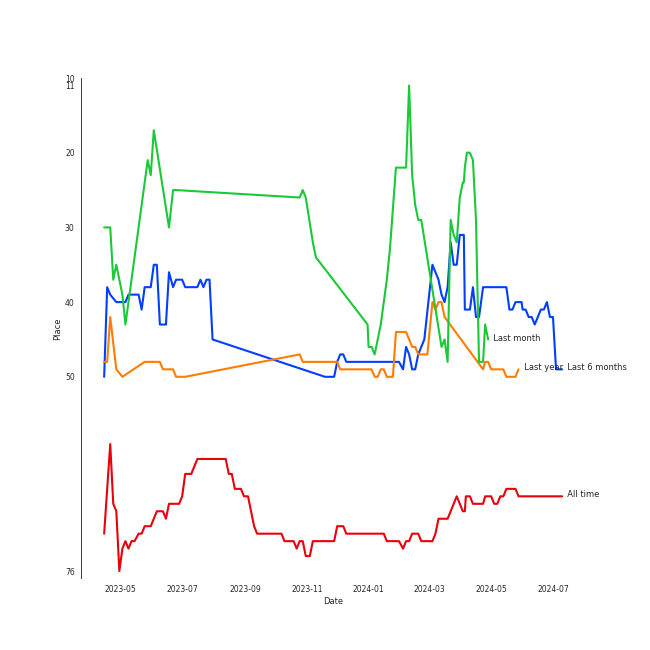 10
11
20
30
40
50
76
Place
Last month
Last year
Last 6 months
All time
2023-05
2023-07
2023-09
2023-11
2024-01
2024-03
2024-05
2024-07
Date